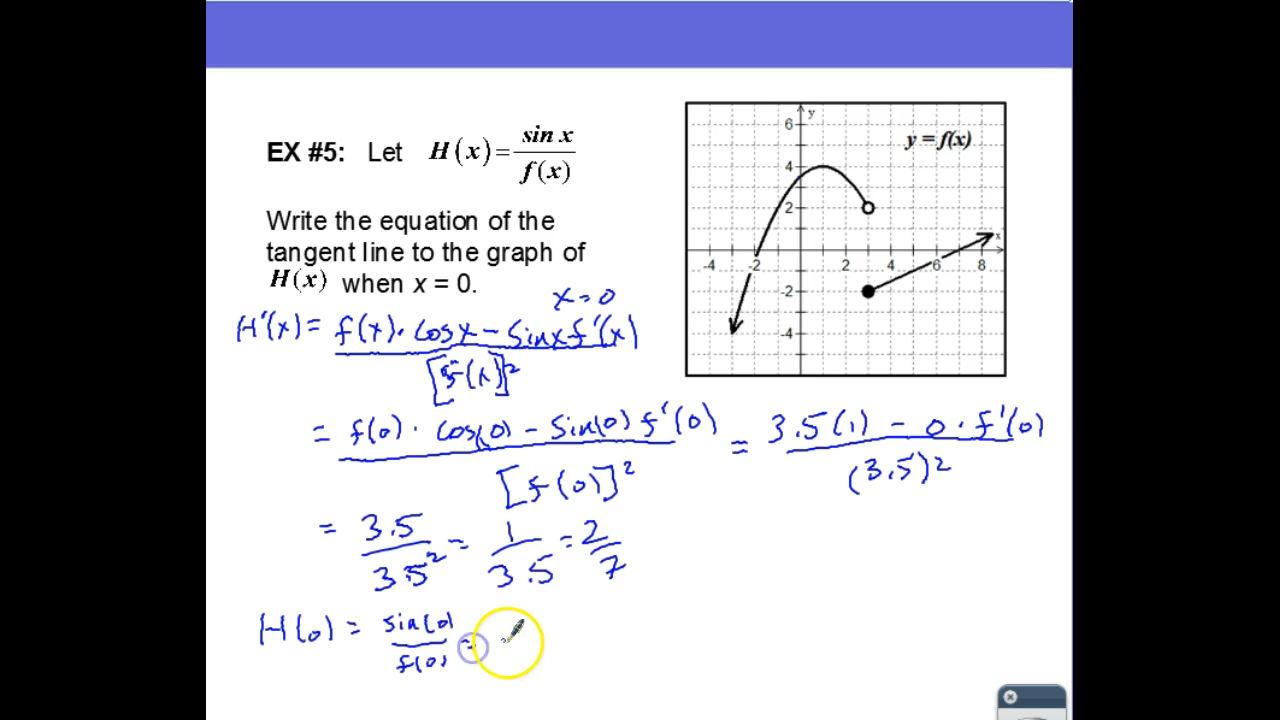 EX #5: Let H(x) = sin x / f(x)
Write the equation of the
tangent line to the graph of
H(x) when x = 0.
x = 0
H'(x) = f(x) · cos x − sin x f'(x) / [f(x)]²
= f(0) · cos(0) − sin(0) f'(0) / [f(0)]² = 3.5(1) − 0 · f'(0) / (3.5)²
= 3.5 / 3.5² = 1 / 3.5 = 2 / 7
H(0) = sin(0) / f(0) =
y
y = f(x)
6
4
2
-4 -2 2 4 6 8 x
-2
-4